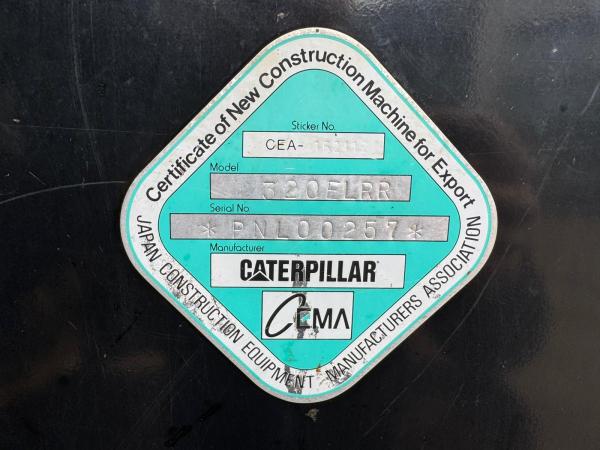 Certificate of New Construction Machine for Export
Sticker No.
CEA-
Model
320ELRR
Serial No.
*PNL00257*
Manufacturer
CATERPILLAR
CEMA
JAPAN CONSTRUCTION EQUIPMENT MANUFACTURERS ASSOCIATION